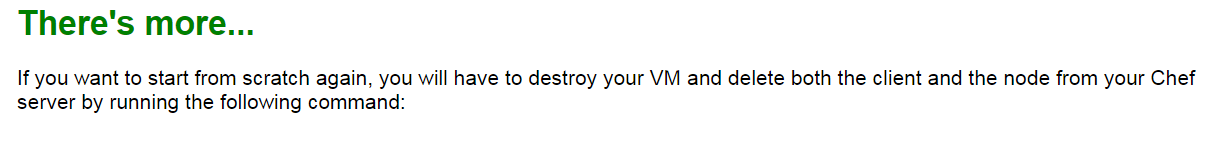 There's more...
If you want to start from scratch again, you will have to destroy your VM and delete both the client and the node from your Chef
server by running the following command: